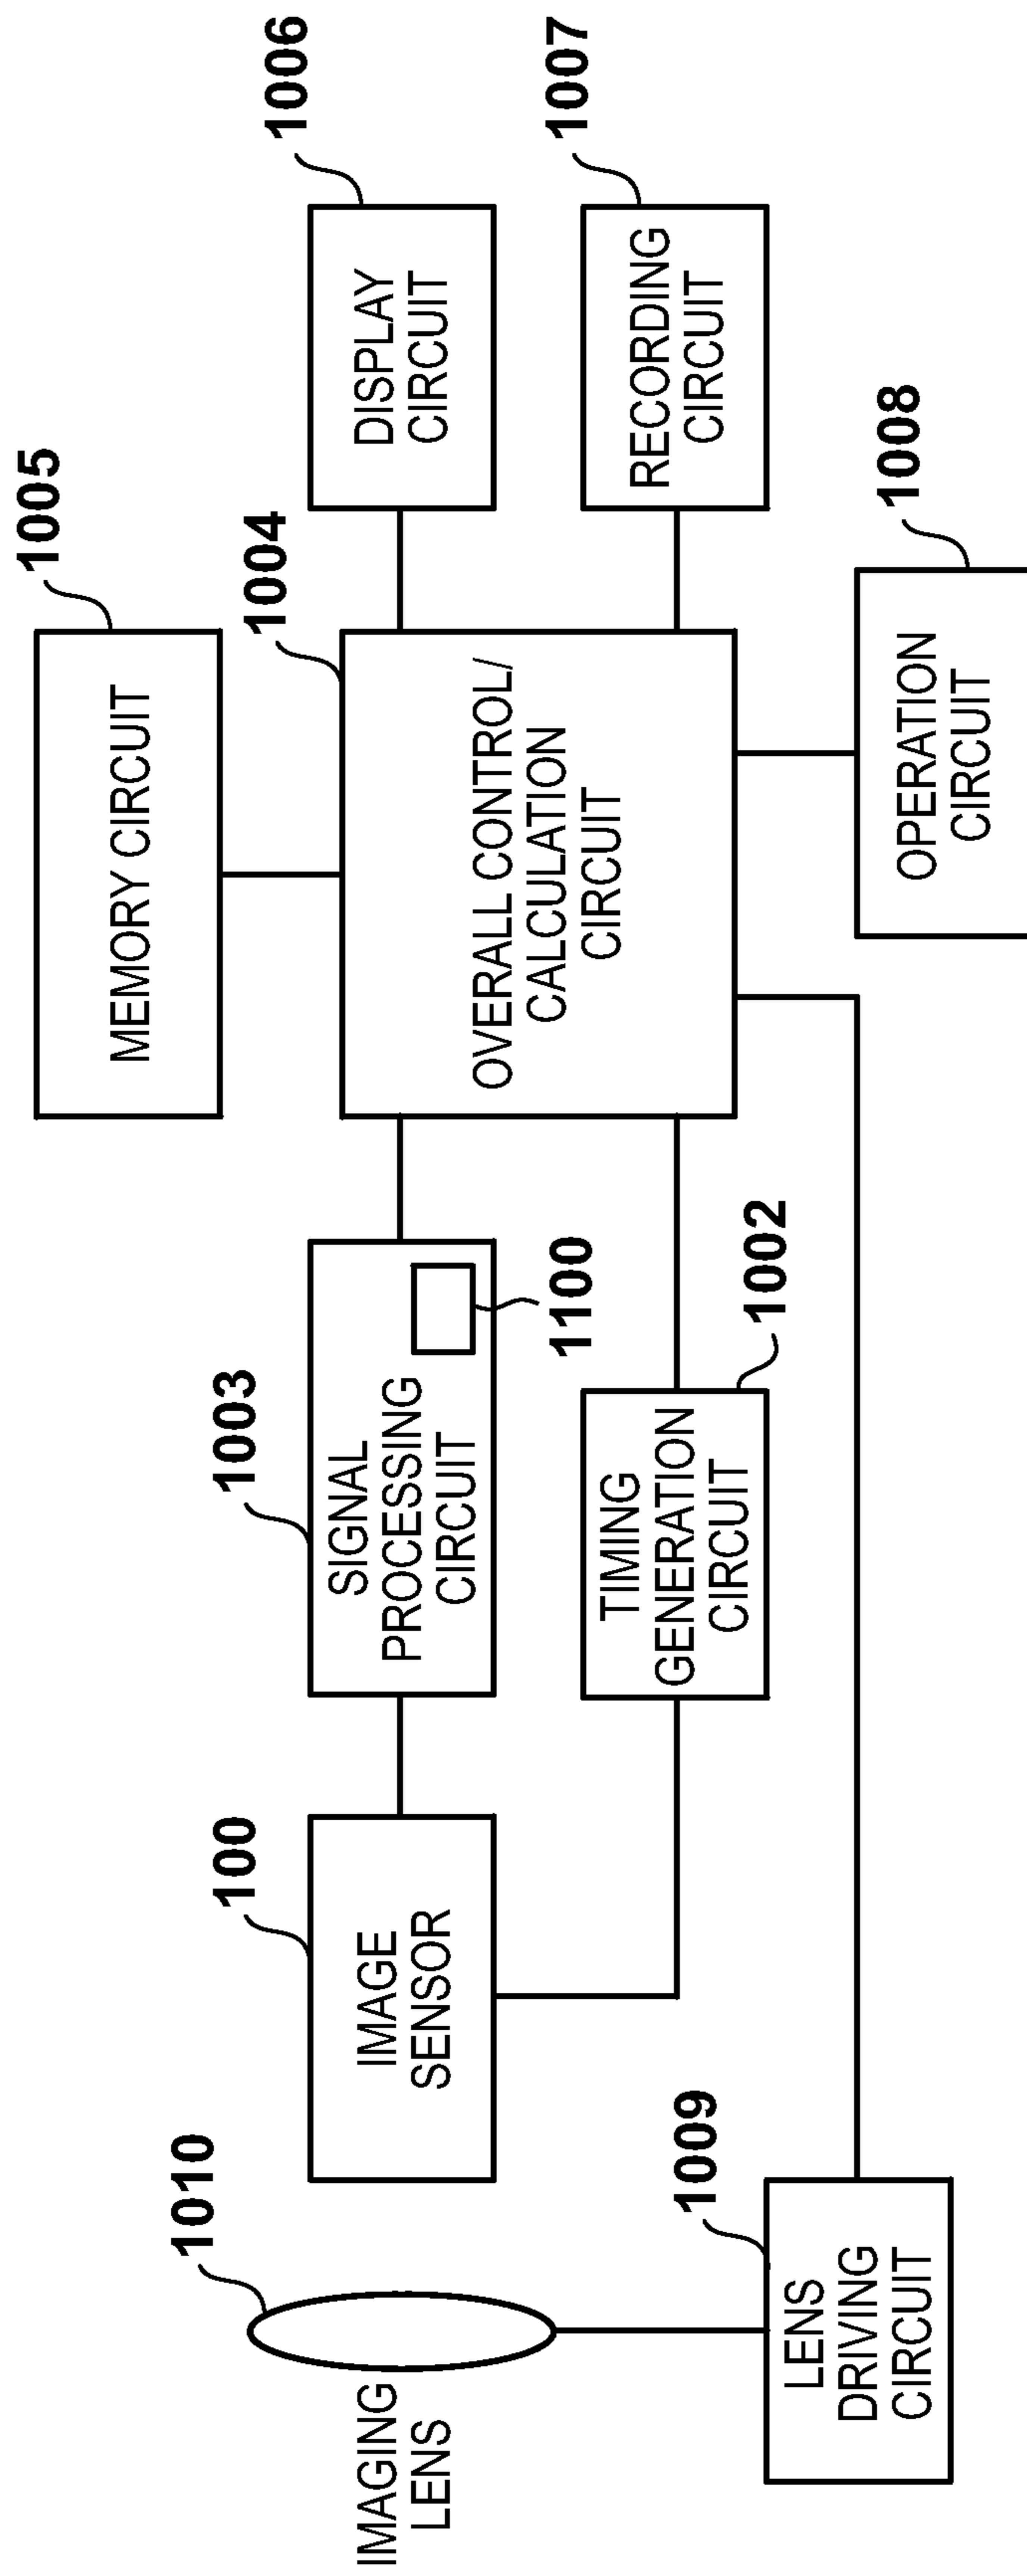 1005
MEMORY CIRCUIT
1010
IMAGING
LENS
100
IMAGE
SENSOR
1003
SIGNAL
PROCESSING
CIRCUIT
1100
1004
OVERALL CONTROL/
CALCULATION
CIRCUIT
1006
DISPLAY
CIRCUIT
1002
TIMING
GENERATION
CIRCUIT
1007
RECORDING
CIRCUIT
1009
LENS
DRIVING
CIRCUIT
1008
OPERATION
CIRCUIT